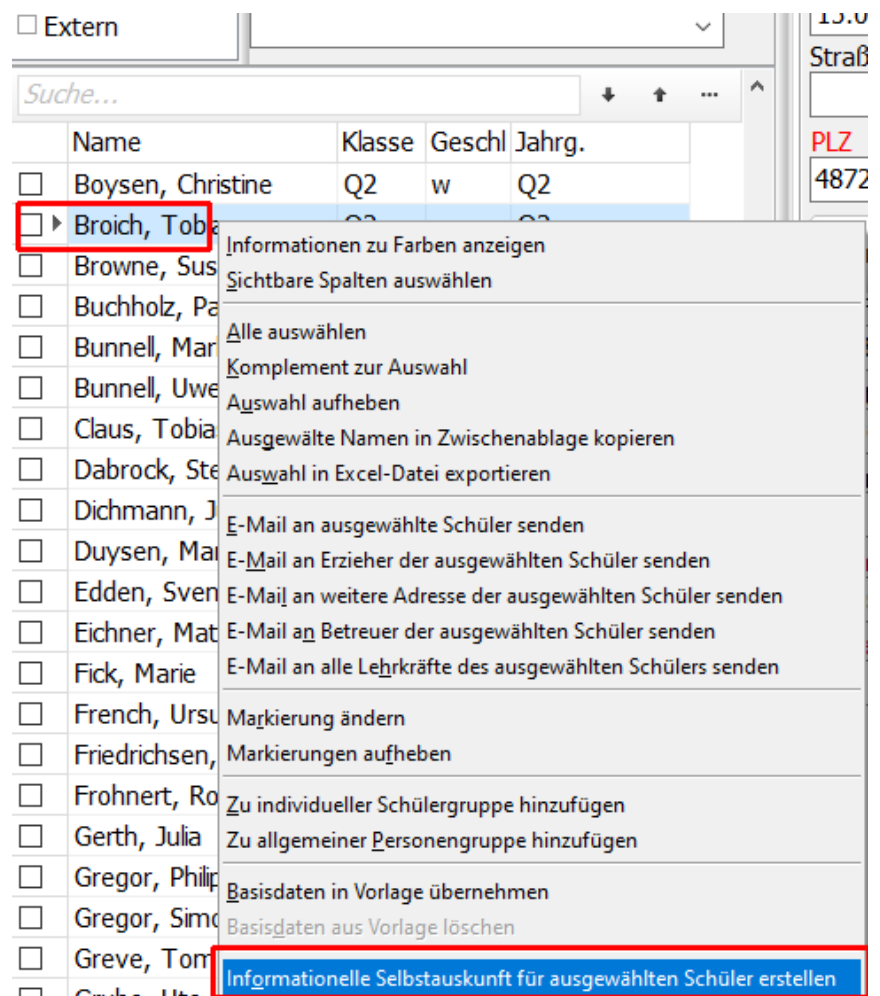 Extern
15.0
Straß
Suche...
Name Klasse Geschl Jahrg.
PLZ
Boysen, Christine Q2 w Q2
4872
Broich, Tobia
Informationen zu Farben anzeigen
Browne, Sus
Sichtbare Spalten auswählen
Buchholz, Pa
Alle auswählen
Bunnell, Mar
Komplement zur Auswahl
Bunnell, Uwe
Auswahl aufheben
Claus, Tobia
Ausgewälte Namen in Zwischenablage kopieren
Dabrock, Ste
Auswahl in Excel-Datei exportieren
Dichmann, J
E-Mail an ausgewählte Schüler senden
Duysen, Mar
E-Mail an Erzieher der ausgewählten Schüler senden
Edden, Sven
E-Mail an weitere Adresse der ausgewählten Schüler senden
Eichner, Mat
E-Mail an Betreuer der ausgewählten Schüler senden
Fick, Marie
E-Mail an alle Lehrkräfte des ausgewählten Schülers senden
French, Ursu
Markierung ändern
Friedrichsen,
Markierungen aufheben
Frohnert, Ro
Zu individueller Schülergruppe hinzufügen
Gerth, Julia
Zu allgemeiner Personengruppe hinzufügen
Gregor, Philip
Basisdaten in Vorlage übernehmen
Gregor, Simo
Basisdaten aus Vorlage löschen
Greve, Tom
Informationelle Selbstauskunft für ausgewählten Schüler erstellen